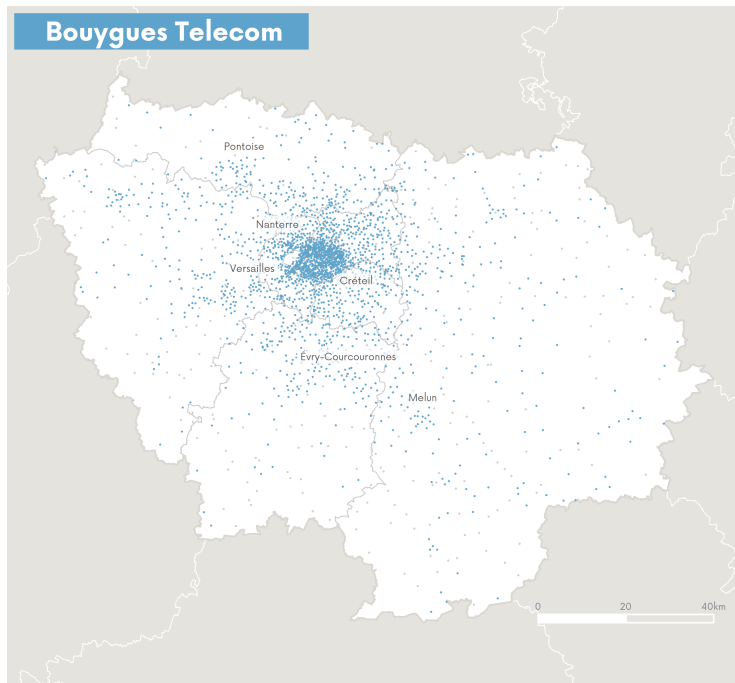 Bouygues Telecom
Pontoise
Nanterre
Versailles
Créteil
Évry-Courcouronnes
Melun
0 20 40km